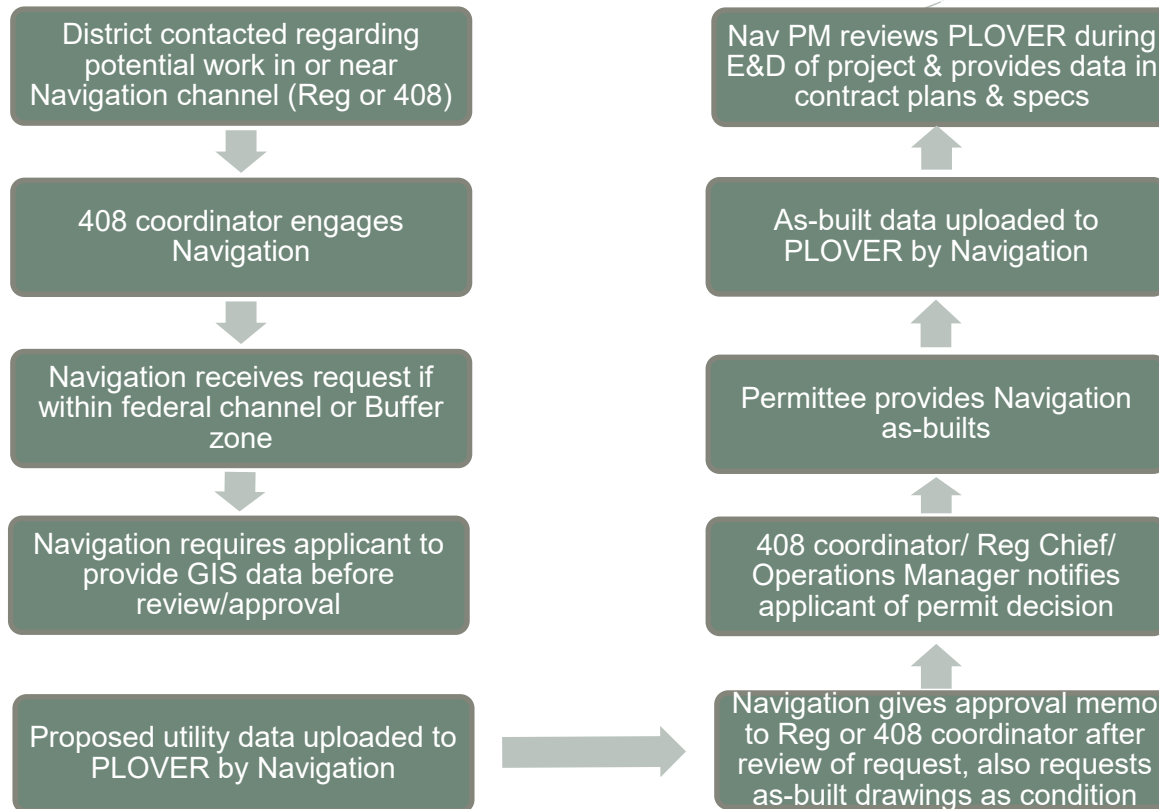 District contacted regarding
potential work in or near
Navigation channel (Reg or 408)
408 coordinator engages
Navigation
Navigation receives request if
within federal channel or Buffer
zone
Navigation requires applicant to
provide GIS data before
review/approval
Proposed utility data uploaded to
PLOVER by Navigation
Navigation gives approval memo
to Reg or 408 coordinator after
review of request, also requests
as-built drawings as condition
408 coordinator/ Reg Chief/
Operations Manager notifies
applicant of permit decision
Permittee provides Navigation
as-builts
As-built data uploaded to
PLOVER by Navigation
Nav PM reviews PLOVER during
E&D of project & provides data in
contract plans & specs